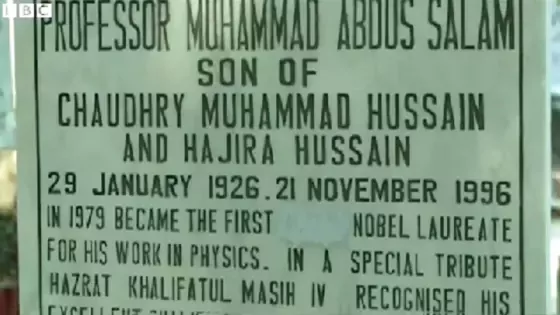 BBC
PROFESSOR MUHAMMAD ABDUS SALAM
SON OF
CHAUDHRY MUHAMMAD HUSSAIN
AND HAJIRA HUSSAIN
29 JANUARY 1926. 21 NOVEMBER 1996
IN 1979 BECAME THE FIRST NOBEL LAUREATE
FOR HIS WORK IN PHYSICS. IN A SPECIAL TRIBUTE
HAZRAT KHALIFATUL MASIH IV RECOGNISED HIS